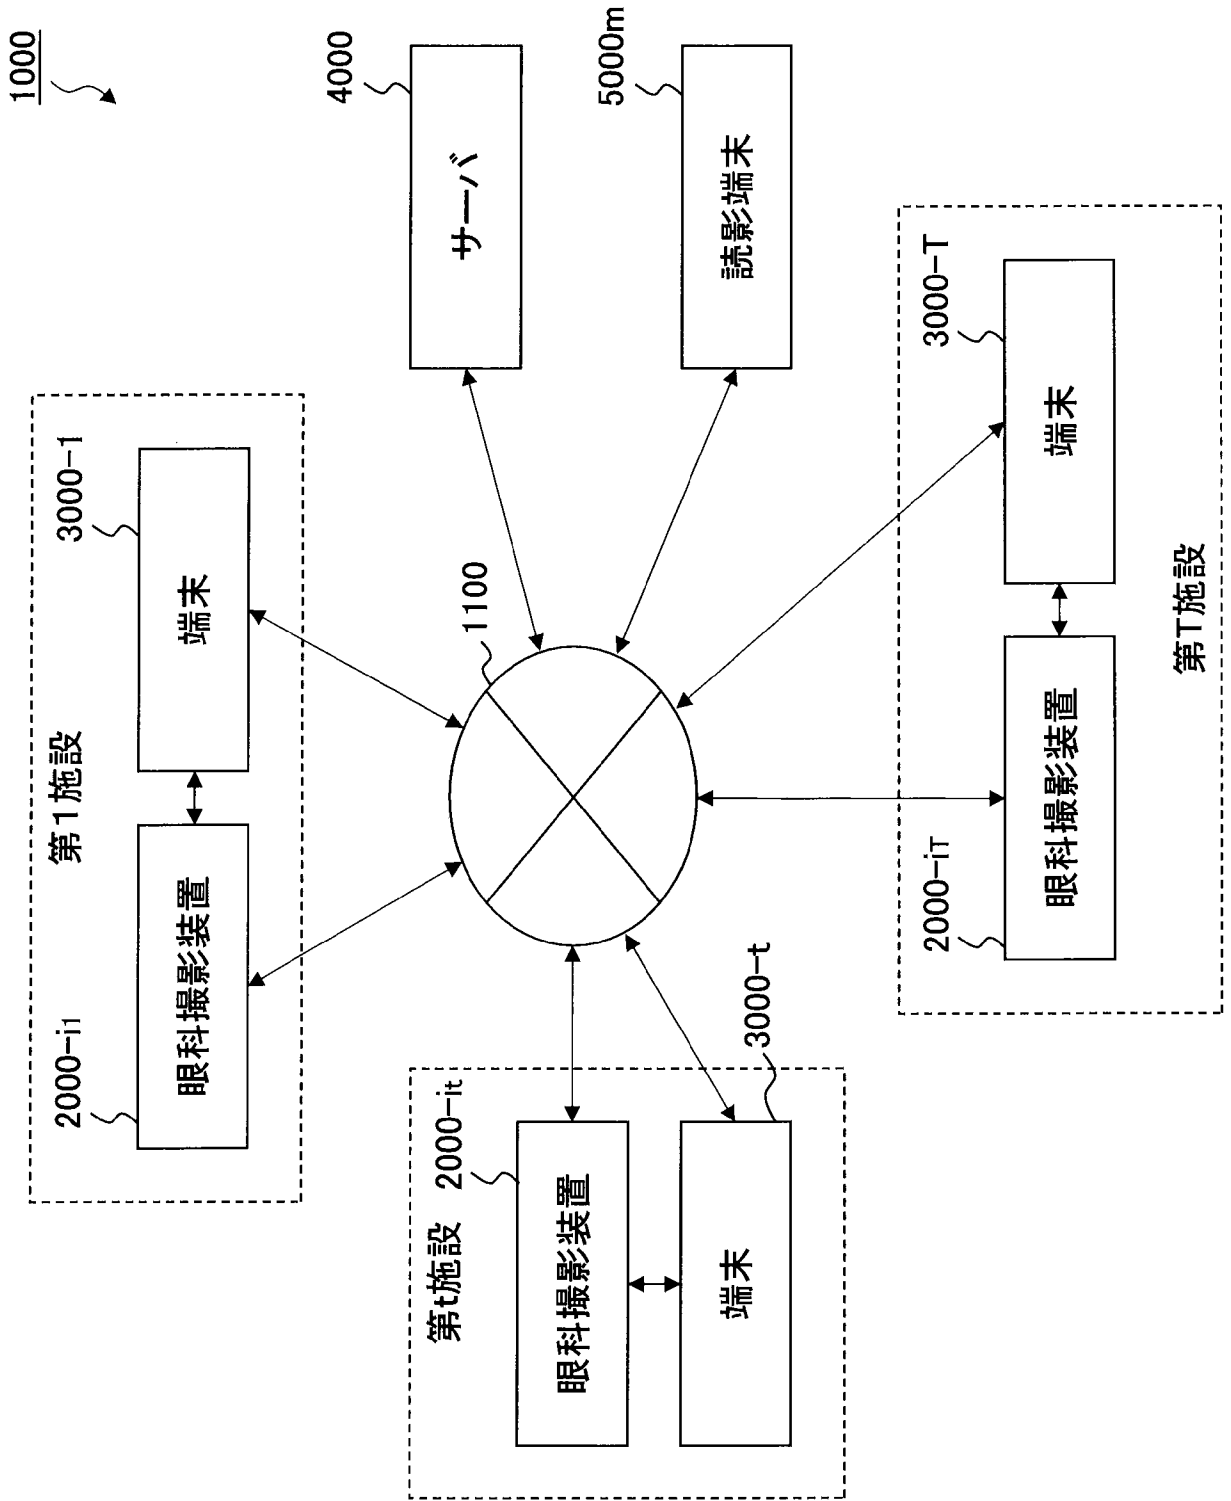 1000
第1施設
2000-i1
眼科撮影装置
3000-1
端末
4000
サーバ
1100
第t施設
2000-it
眼科撮影装置
端末
3000-t
5000m
読影端末
2000-iT
眼科撮影装置
3000-T
端末
第T施設